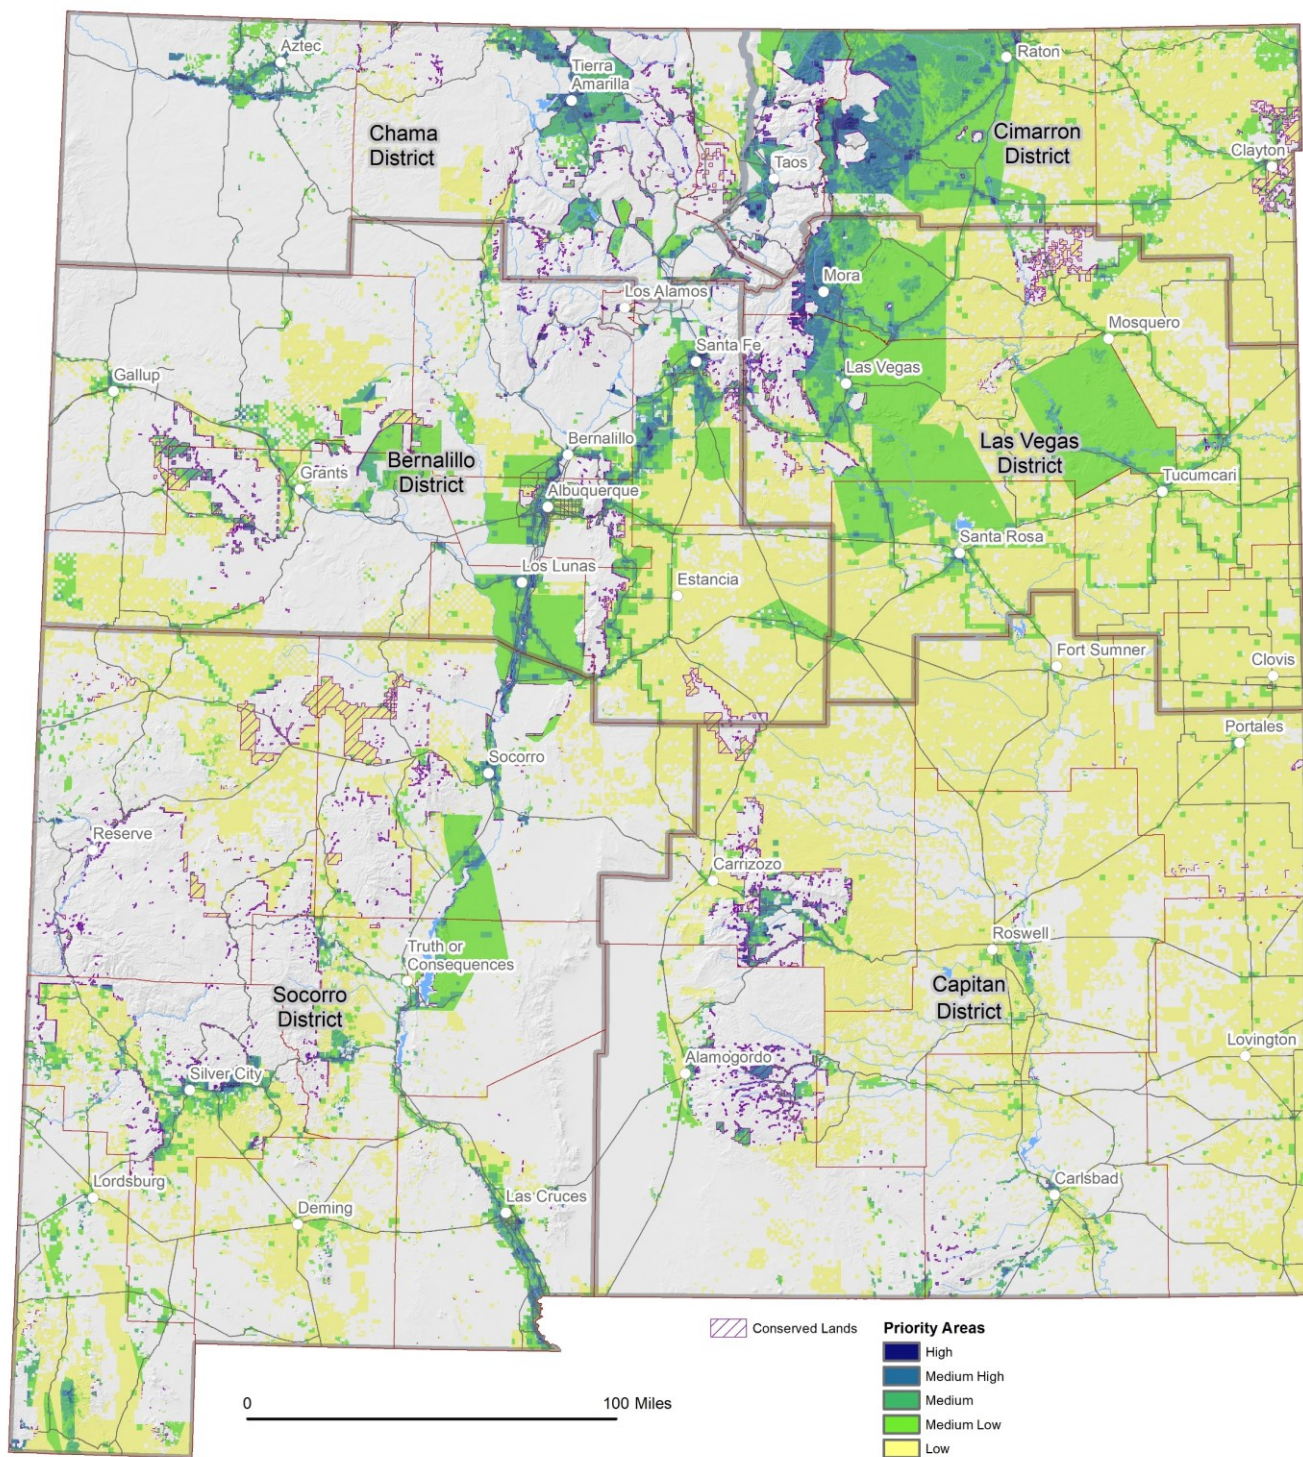 Aztec
Tierra
Amarilla
Raton
Chama
District
Cimarron
District
Clayton
Taos
Mora
Los Alamos
Mosquero
Santa Fe
Las Vegas
Gallup
Bernalillo
Las Vegas
District
Grants
Bernalillo
District
Albuquerque
Tucumcari
Santa Rosa
Los Lunas
Estancia
Fort Sumner
Clovis
Portales
Socorro
Reserve
Carrizozo
Roswell
Truth or
Consequences
Socorro
District
Capitan
District
Lovington
Alamogordo
Silver City
Lordsburg
Deming
Las Cruces
Carlsbad
Conserved Lands
Priority Areas
High
Medium High
Medium
Medium Low
Low
0
100 Miles